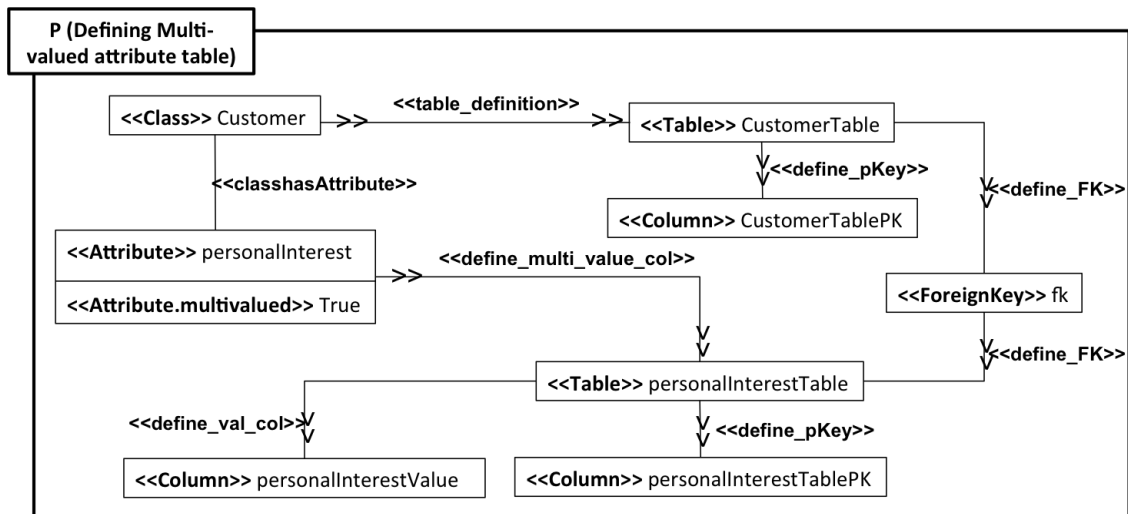 P (Defining Multi-
valued attribute table)
<<Class>> Customer
<<table_definition>>
<<Table>> CustomerTable
<<classhasAttribute>>
<<define_pKey>>
<<define_FK>>
<<Column>> CustomerTablePK
<<Attribute>> personalInterest
<<define_multi_value_col>>
<<Attribute.multivalued>> True
<<ForeignKey>> fk
<<define_FK>>
<<Table>> personalInterestTable
<<define_val_col>>
<<define_pKey>>
<<Column>> personalInterestValue
<<Column>> personalInterestTablePK